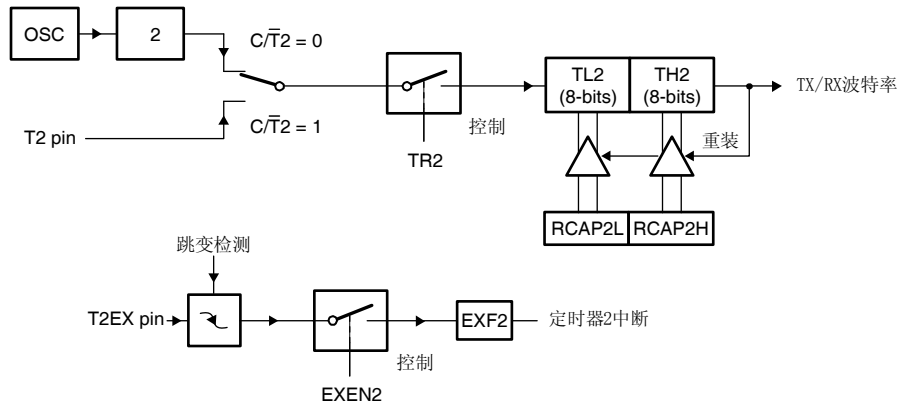 OSC
2
C/T̅2 = 0
T2 pin
C/T̅2 = 1
TR2
控制
TL2
(8-bits)
TH2
(8-bits)
TX/RX波特率
重装
RCAP2L
RCAP2H
跳变检测
T2EX pin
EXEN2
控制
EXF2
定时器2中断